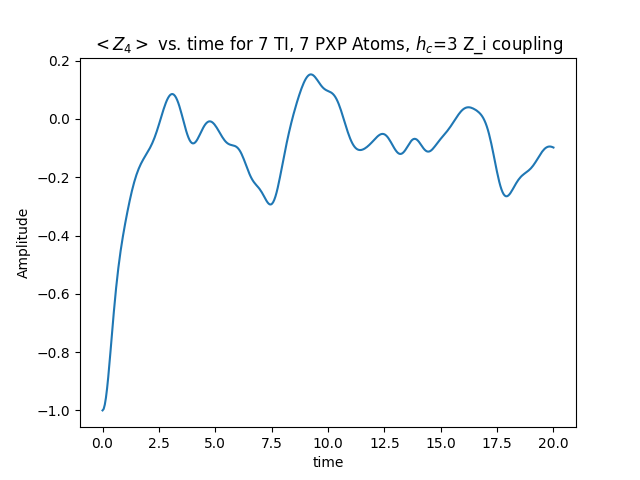 < Z₄ > vs. time for 7 TI, 7 PXP Atoms, h_c=3 Z_i coupling
0.2
0.0
−0.2
−0.4
−0.6
−0.8
−1.0
Amplitude
0.0 2.5 5.0 7.5 10.0 12.5 15.0 17.5 20.0
time